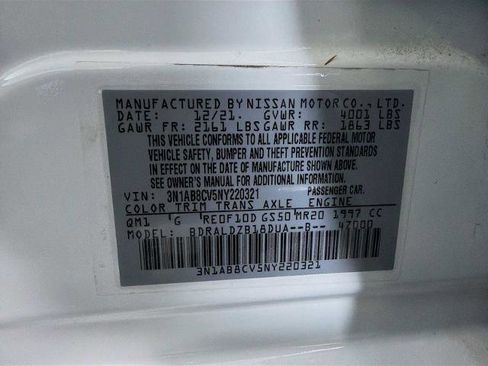 MANUFACTURED BY NISSAN MOTOR CO., LTD.
DATE: 12/21. GVWR: 4001 LBS
GAWR FR: 2161 LBS GAWR RR: 1863 LBS
THIS VEHICLE CONFORMS TO ALL APPLICABLE FEDERAL MOTOR
VEHICLE SAFETY, BUMPER AND THEFT PREVENTION
STANDARDS IN EFFECT ON THE DATE OF
MANUFACTURE SHOWN ABOVE.
SEE OWNER'S MANUAL FOR ADDITIONAL INFORMATION
VIN: 3N1AB8CV5NY220321 PASSENGER CAR
COLOR TRIM TRANS AXLE ENGINE
QM1 G RE0F10D GS50 MR20 1997 CC
MODEL: BDRALDZB18DUA--B-- 47000
3N1AB8CV5NY220321